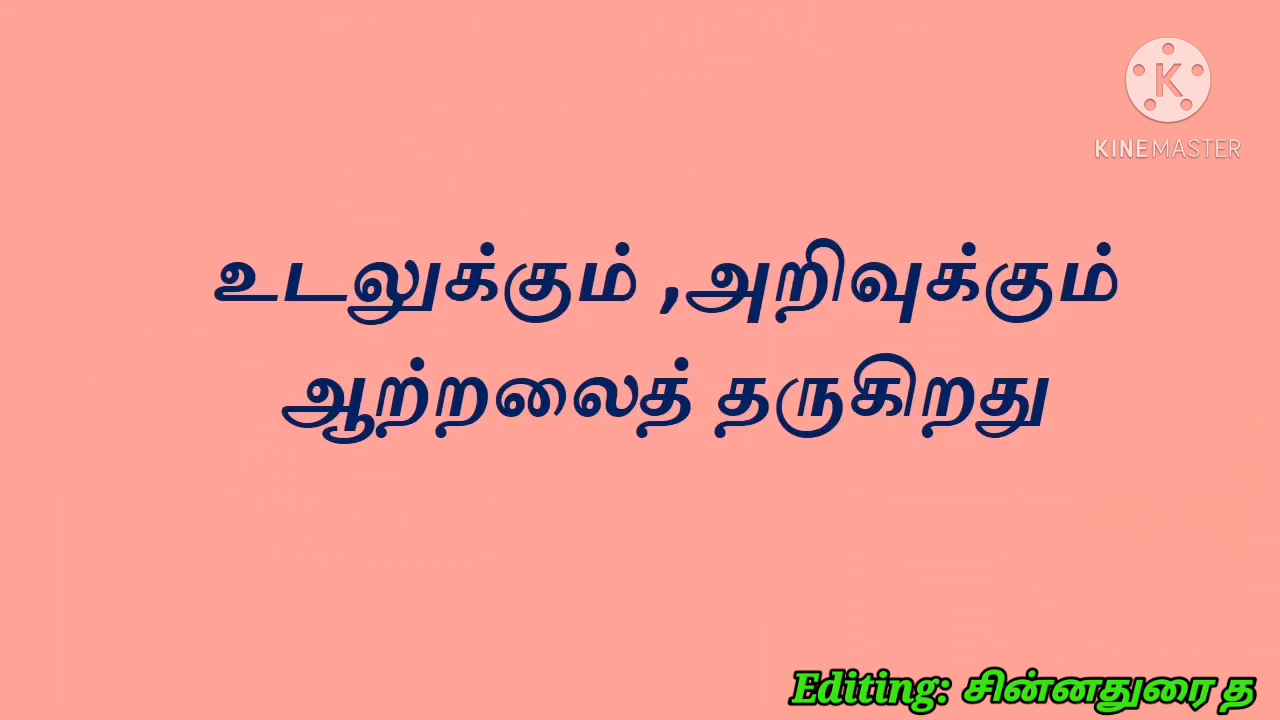 K
KINEMASTER
உடலுக்கும் ,அறிவுக்கும்
ஆற்றலைத் தருகிறது
Editing: சின்னதுரை த